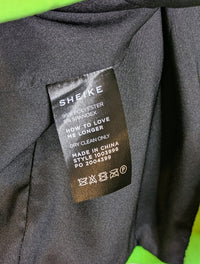 SHEIKE
POLYESTER
SPANDEX
HOW TO LOVE
ME LONGER
DRY CLEAN ONLY
MADE IN CHINA
STYLE 1003998
PO 2004399